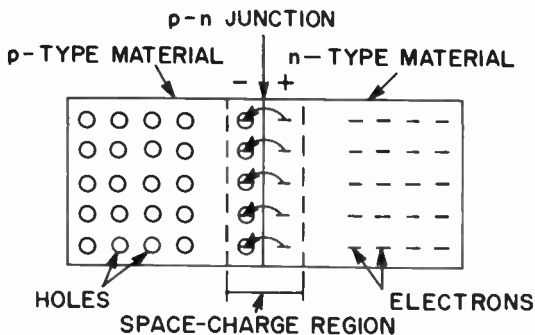 p-n JUNCTION
p-TYPE MATERIAL
n-TYPE MATERIAL
- +
HOLES
ELECTRONS
SPACE-CHARGE REGION